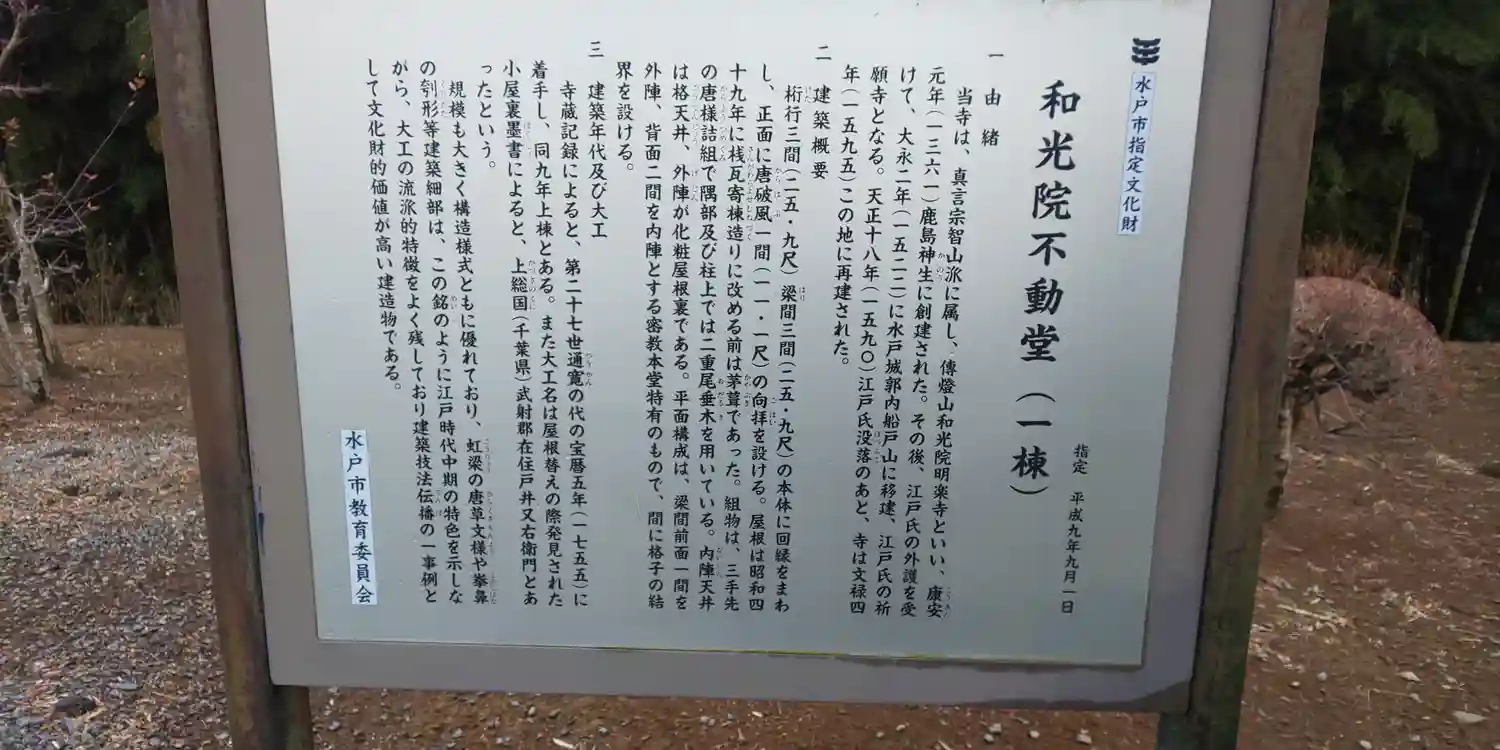 水戸市指定文化財
和光院不動堂（一棟）
指定　平成九年九月一日
一　由緒
当寺は、真言宗智山派に属し、傳燈山和光院明楽寺といい、康安
元年（一三六一）鹿島神生に創建された。その後、江戸氏の外護を受
けて、大永二年（一五二二）に水戸城郭内船戸山に移建、江戸氏の祈
願寺となる。天正十八年（一五九〇）江戸氏没落のあと、寺は文禄四
年（一五九五）この地に再建された。
二　建築概要
桁行三間（二五・九尺）梁間三間（二五・九尺）の本体に回縁をまわ
し、正面に唐破風一間（一一・一尺）の向拝を設ける。屋根は昭和四
十九年に桟瓦寄棟造りに改める前は茅葺であった。組物は、三手先
の唐様詰組で隅部及び柱上では二重尾垂木を用いている。内陣天井
は格天井、外陣が化粧屋根裏である。平面構成は、梁間前面一間を
外陣、背面二間を内陣とする密教本堂特有のもので、間に格子の結
界を設ける。
三　建築年代及び大工
寺蔵記録によると、第二十七世通寛の代の宝暦五年（一七五五）に
着手し、同九年上棟とある。また大工名は屋根替えの際発見された
小屋裏墨書によると、上総国（千葉県）武射郡在住戸井又右衛門とあ
ったという。
規模も大きく構造様式ともに優れており、虹梁の唐草文様や拳鼻
の刳形等建築細部は、この銘のように江戸時代中期の特色を示しな
がら、大工の流派的特徴をよく残しており建築技法伝播の一事例と
して文化財的価値が高い建造物である。
水戸市教育委員会